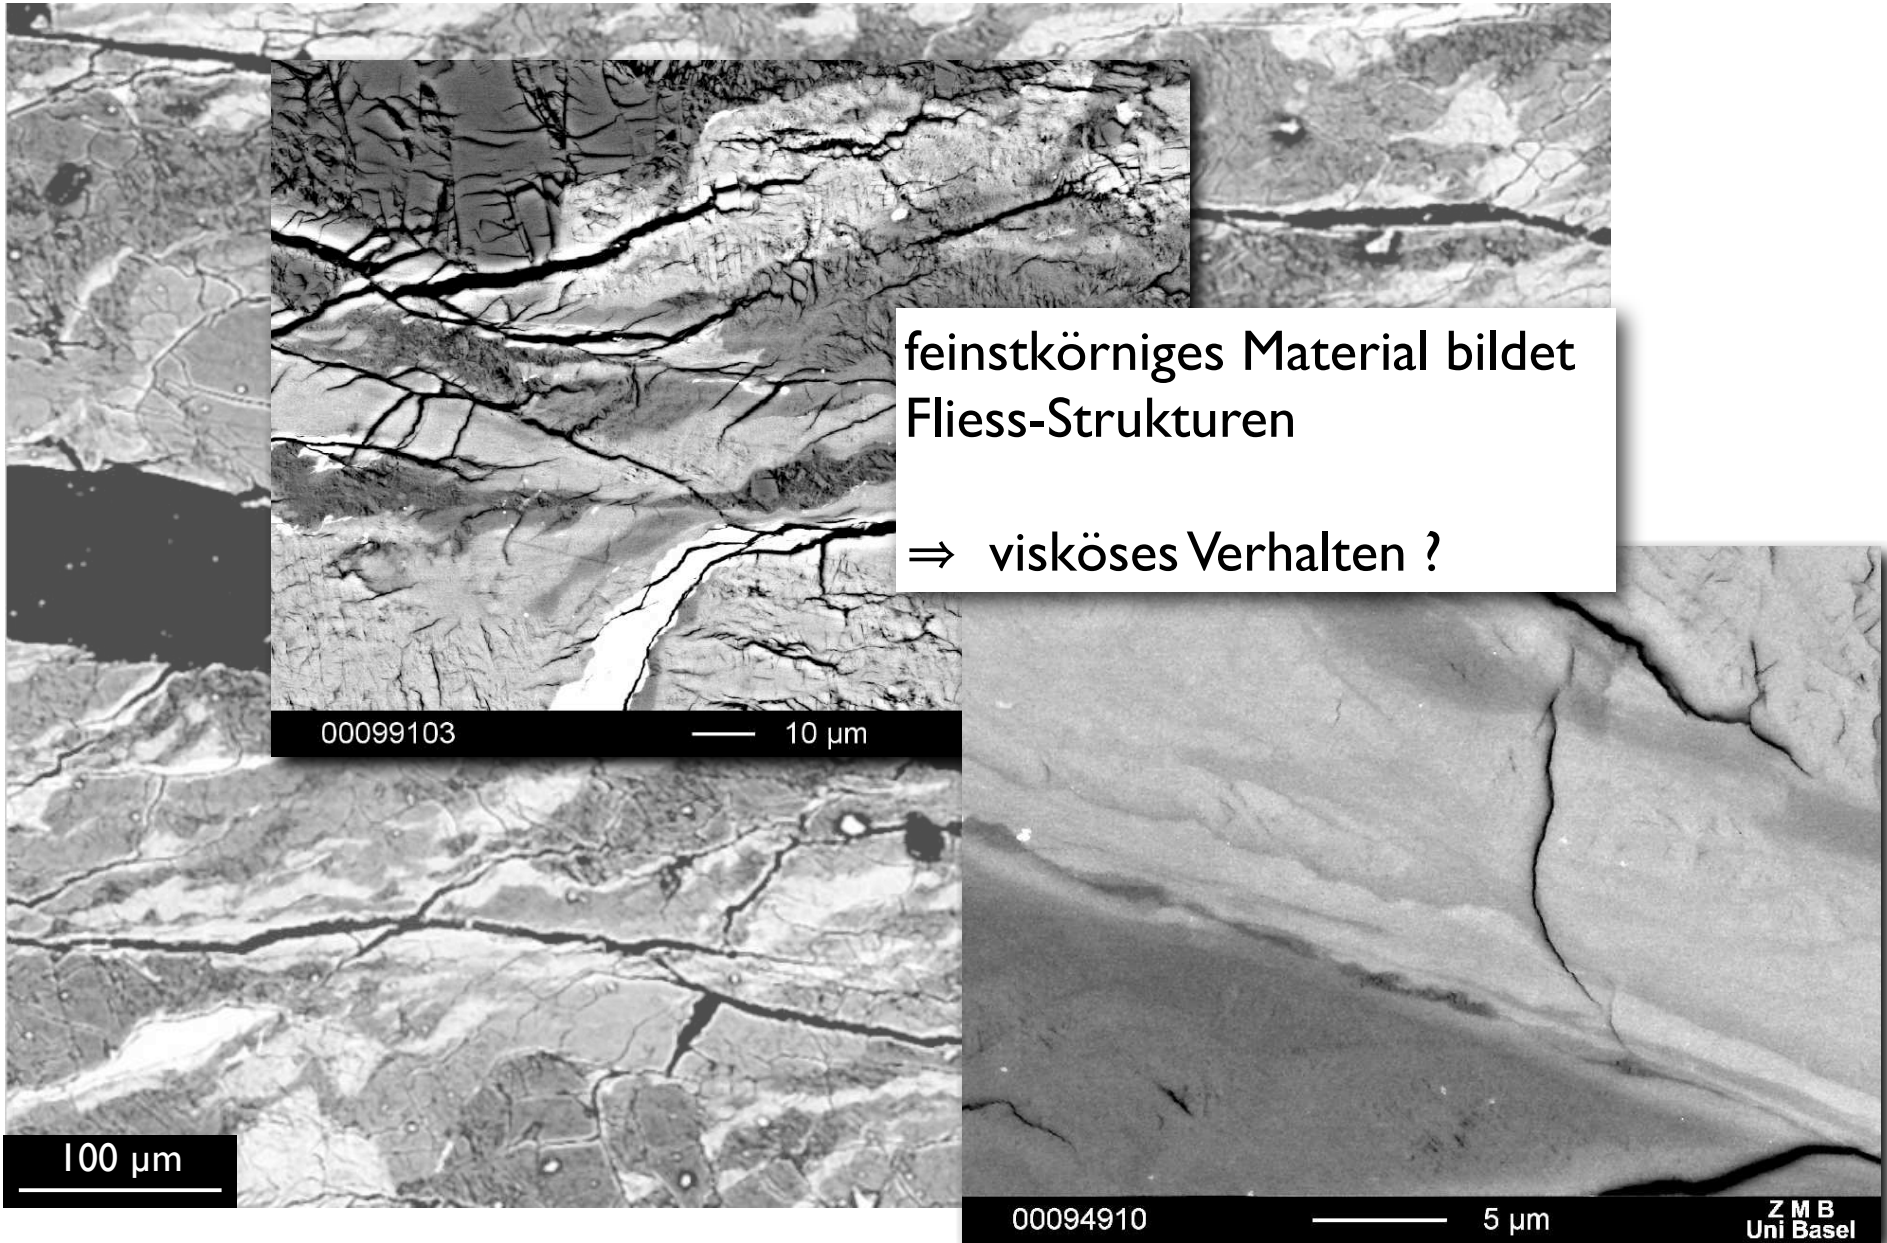 feinstkörniges Material bildet
Fliess-Strukturen
⇒ visköses Verhalten ?
00099103 10 µm
100 µm
00094910 5 µm
Z M B
Uni Basel